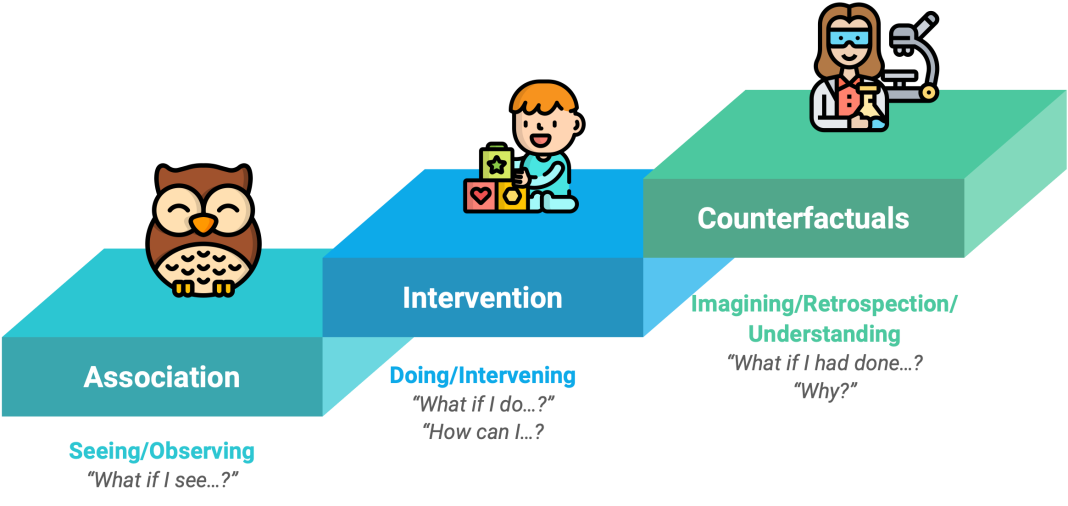 Association
Seeing/Observing
“What if I see…?”
Intervention
Doing/Intervening
“What if I do…?”
“How can I…?
Counterfactuals
Imagining/Retrospection/
Understanding
“What if I had done…?
“Why?”